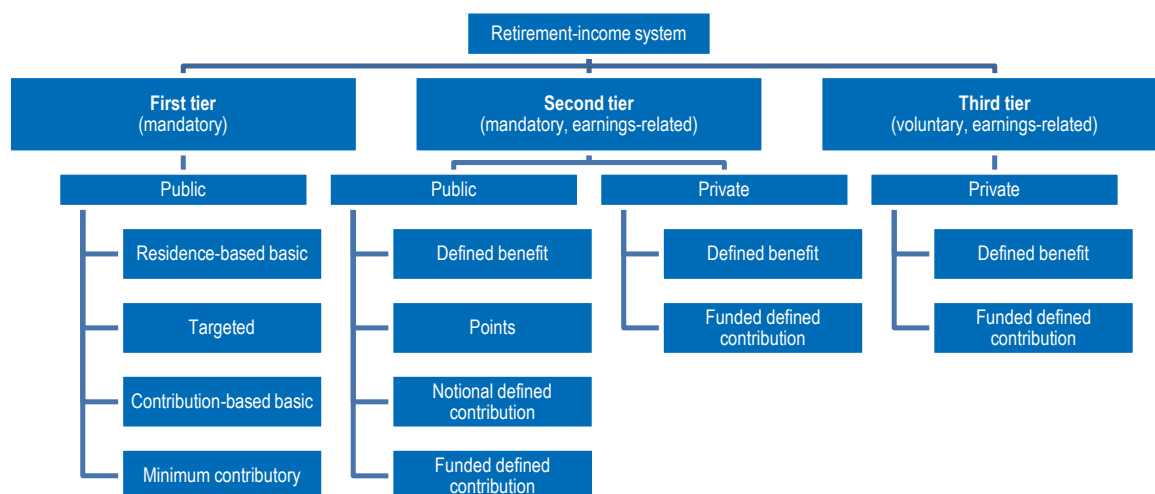 Retirement-income system
First tier
(mandatory)
Second tier
(mandatory, earnings-related)
Third tier
(voluntary, earnings-related)
Public
Public
Private
Private
Residence-based basic
Defined benefit
Defined benefit
Defined benefit
Targeted
Points
Funded defined
contribution
Funded defined
contribution
Contribution-based basic
Notional defined
contribution
Minimum contributory
Funded defined
contribution